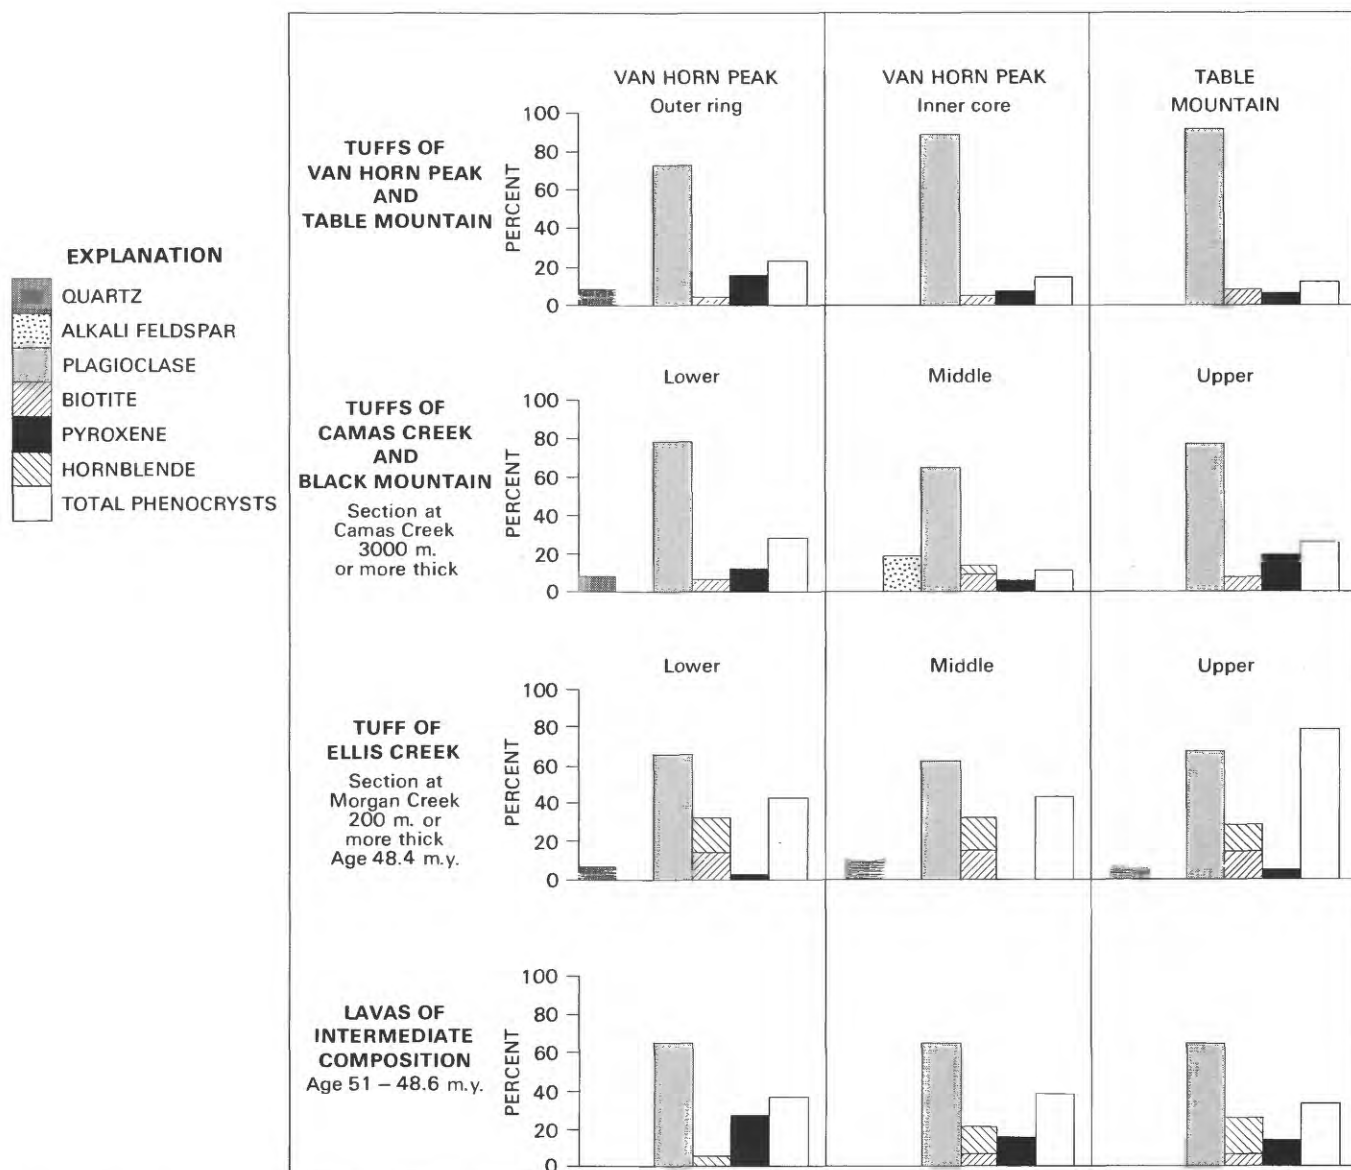 EXPLANATION
QUARTZ
ALKALI FELDSPAR
PLAGIOCLASE
BIOTITE
PYROXENE
HORNBLENDE
TOTAL PHENOCRYSTS
TUFFS OF
VAN HORN PEAK
AND
TABLE MOUNTAIN
PERCENT
100
80
60
40
20
0
VAN HORN PEAK
Outer ring
VAN HORN PEAK
Inner core
TABLE
MOUNTAIN
TUFFS OF
CAMAS CREEK
AND
BLACK MOUNTAIN
Section at
Camas Creek
3000 m.
or more thick
PERCENT
100
80
60
40
20
0
Lower
Middle
Upper
TUFF OF
ELLIS CREEK
Section at
Morgan Creek
200 m. or
more thick
Age 48.4 m.y.
PERCENT
100
80
60
40
20
0
Lower
Middle
Upper
LAVAS OF
INTERMEDIATE
COMPOSITION
Age 51 – 48.6 m.y.
PERCENT
100
80
60
40
20
0